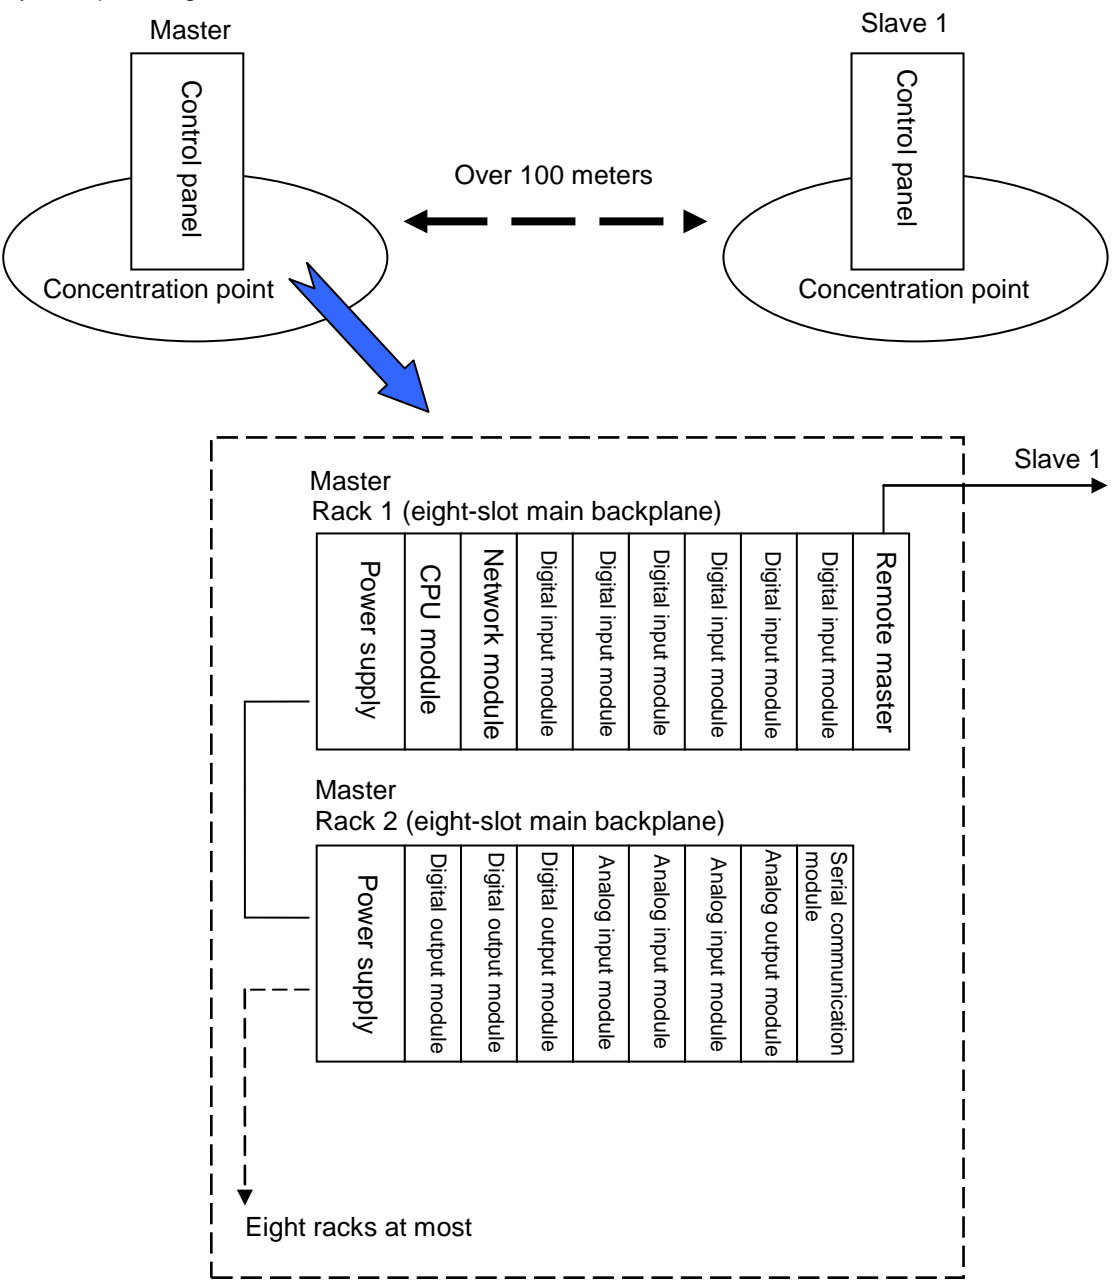 Master
Slave 1
Control panel
Control panel
Over 100 meters
Concentration point
Concentration point
Slave 1
Master
Rack 1 (eight-slot main backplane)
Power supply
CPU module
Network module
Digital input module
Digital input module
Digital input module
Digital input module
Digital input module
Digital input module
Remote master
Master
Rack 2 (eight-slot main backplane)
Power supply
Digital output module
Digital output module
Digital output module
Analog input module
Analog input module
Analog input module
Analog output module
Serial communication
module
Eight racks at most